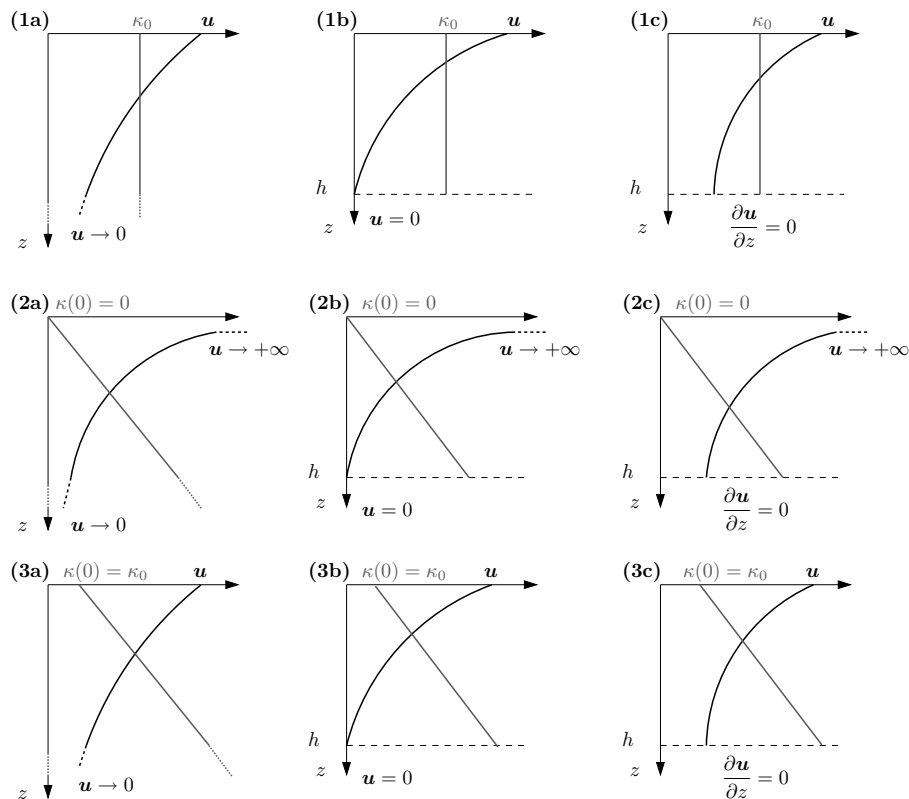 (1a) κ₀ u (1b) κ₀ u (1c) κ₀ u
h h
z u → 0 z u = 0 z ∂u/∂z = 0
(2a) κ(0) = 0 (2b) κ(0) = 0 (2c) κ(0) = 0
u → +∞ u → +∞ u → +∞
h h
z u → 0 z u = 0 z ∂u/∂z = 0
(3a) κ(0) = κ₀ u (3b) κ(0) = κ₀ u (3c) κ(0) = κ₀ u
h h
z u → 0 z u = 0 z ∂u/∂z = 0